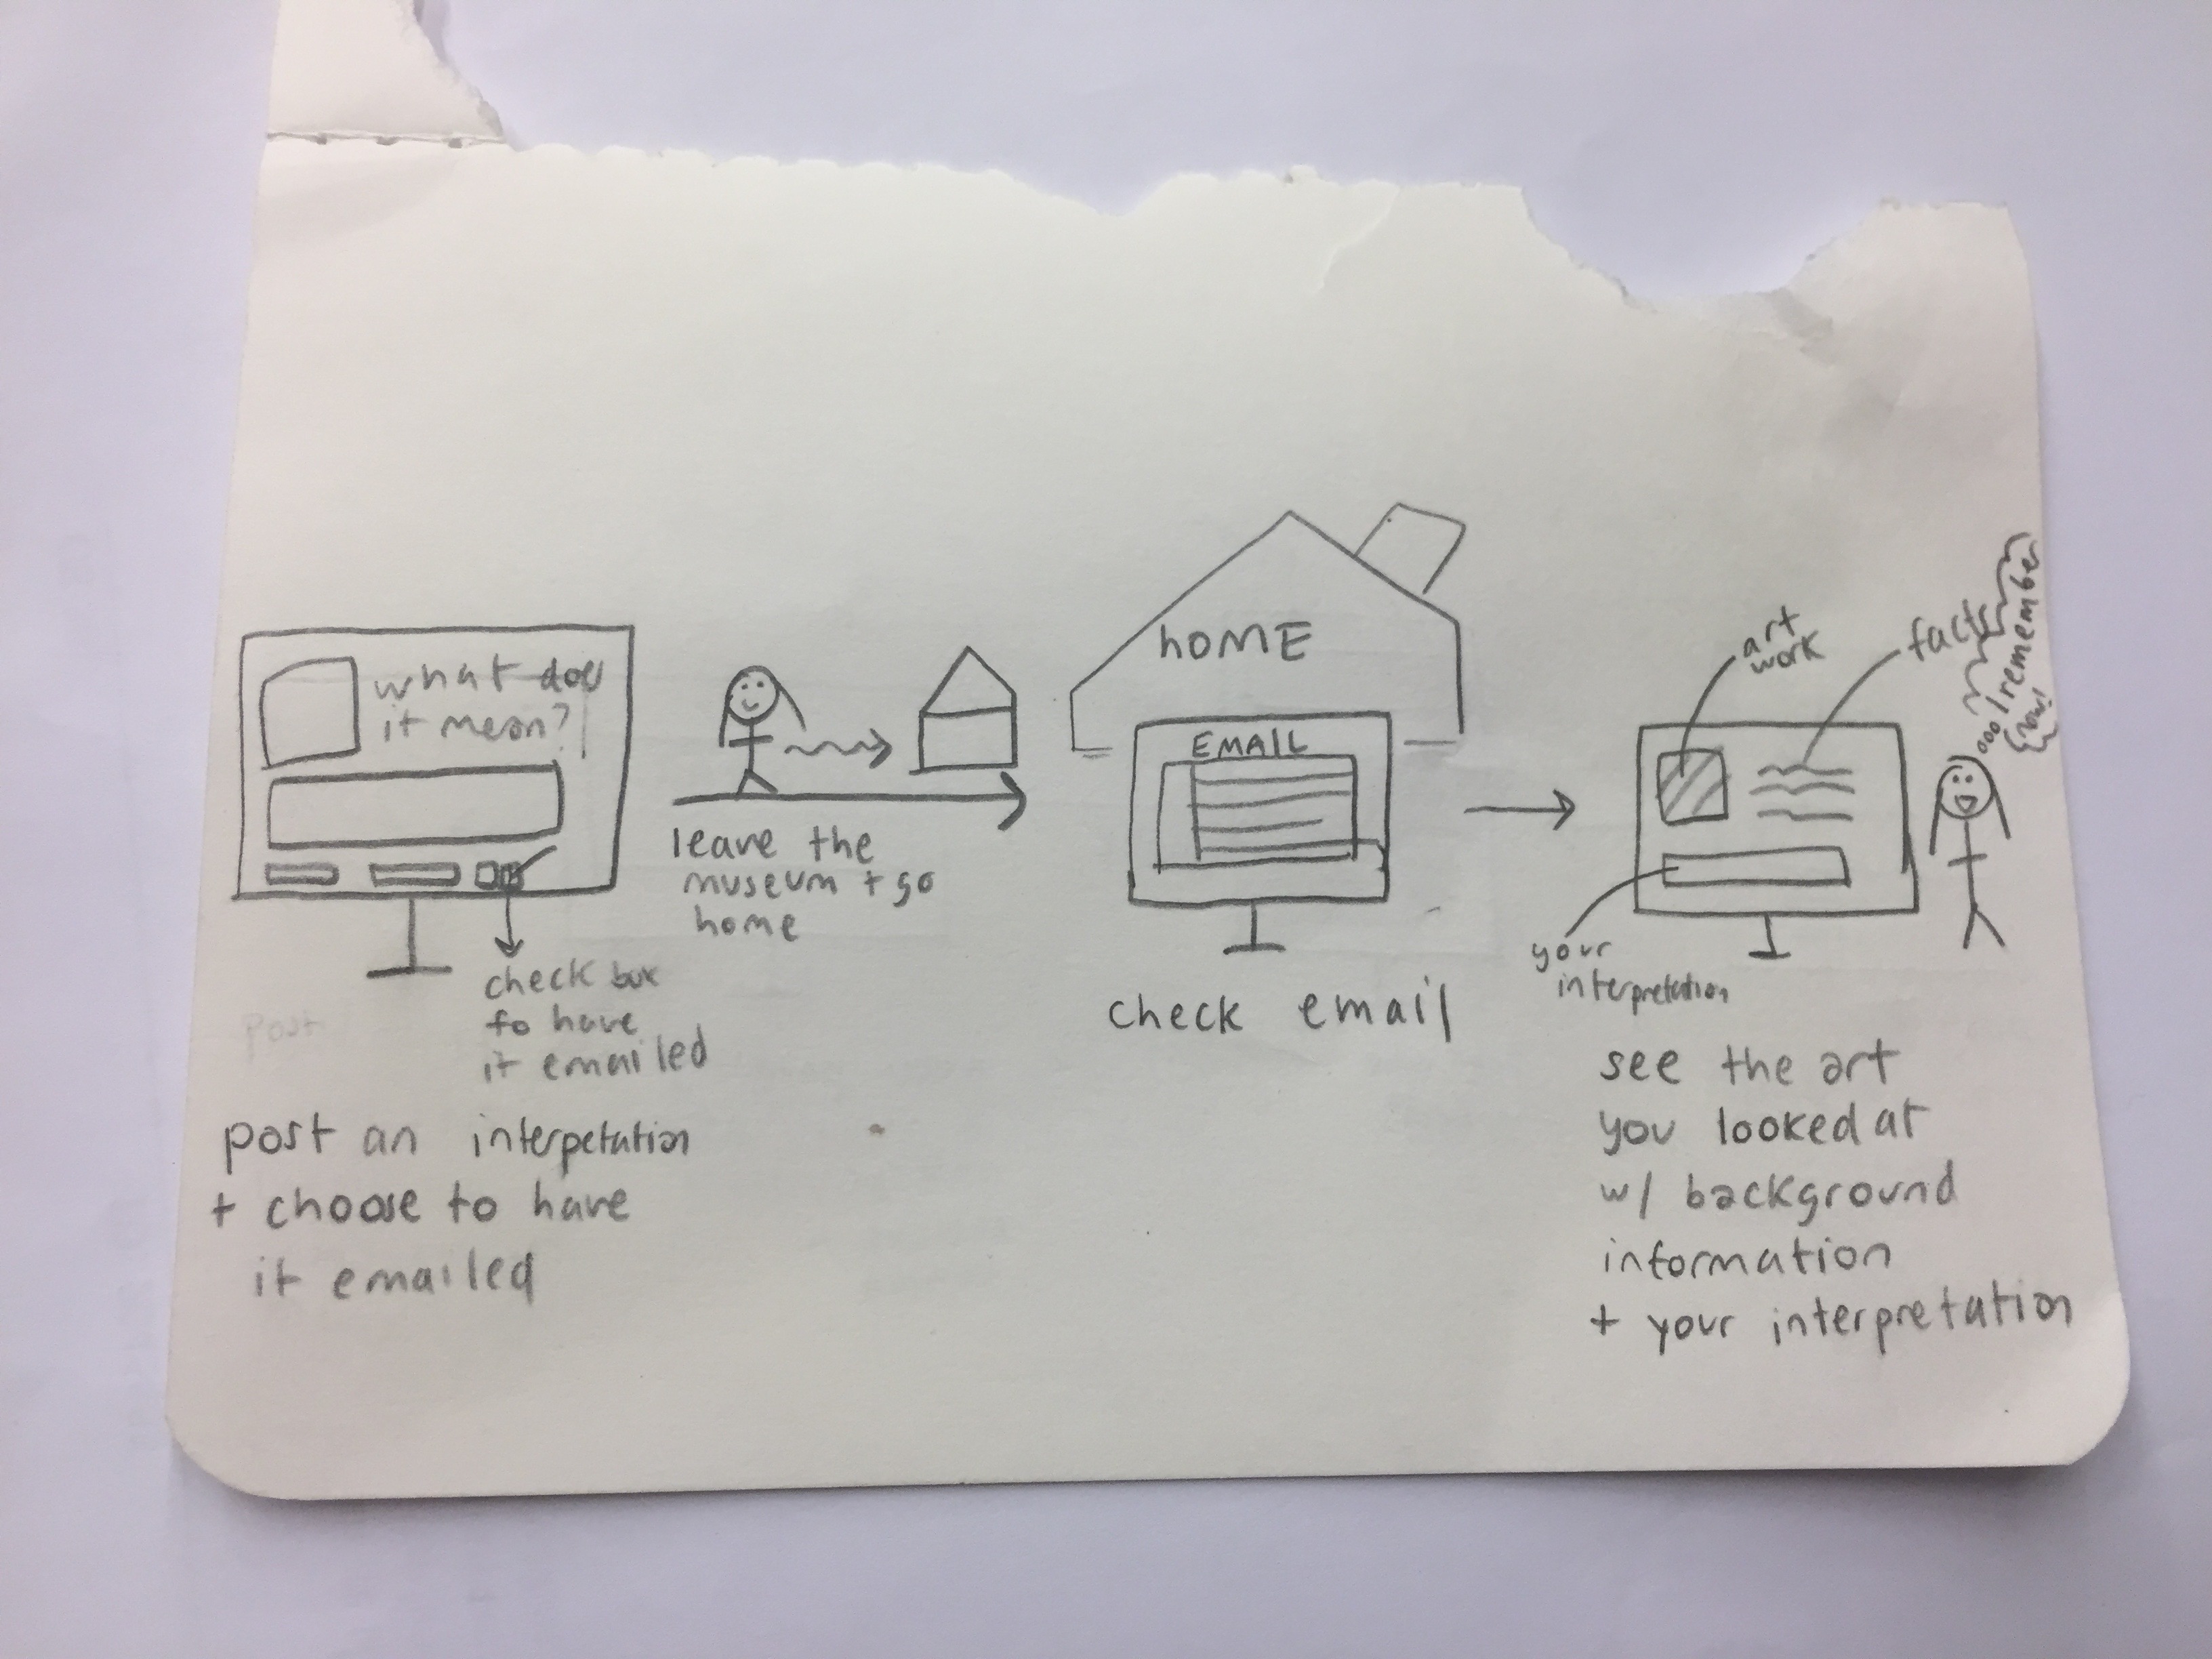 what does
it mean?
check box
to have
it emailed
Post
post an interpetation
+ choose to have
it emailed
leave the
museum + go
home
HOME
EMAIL
check email
art
work
facts
I remember
now!
your
interpretation
see the art
you looked at
w/ background
information
+ your interpretation